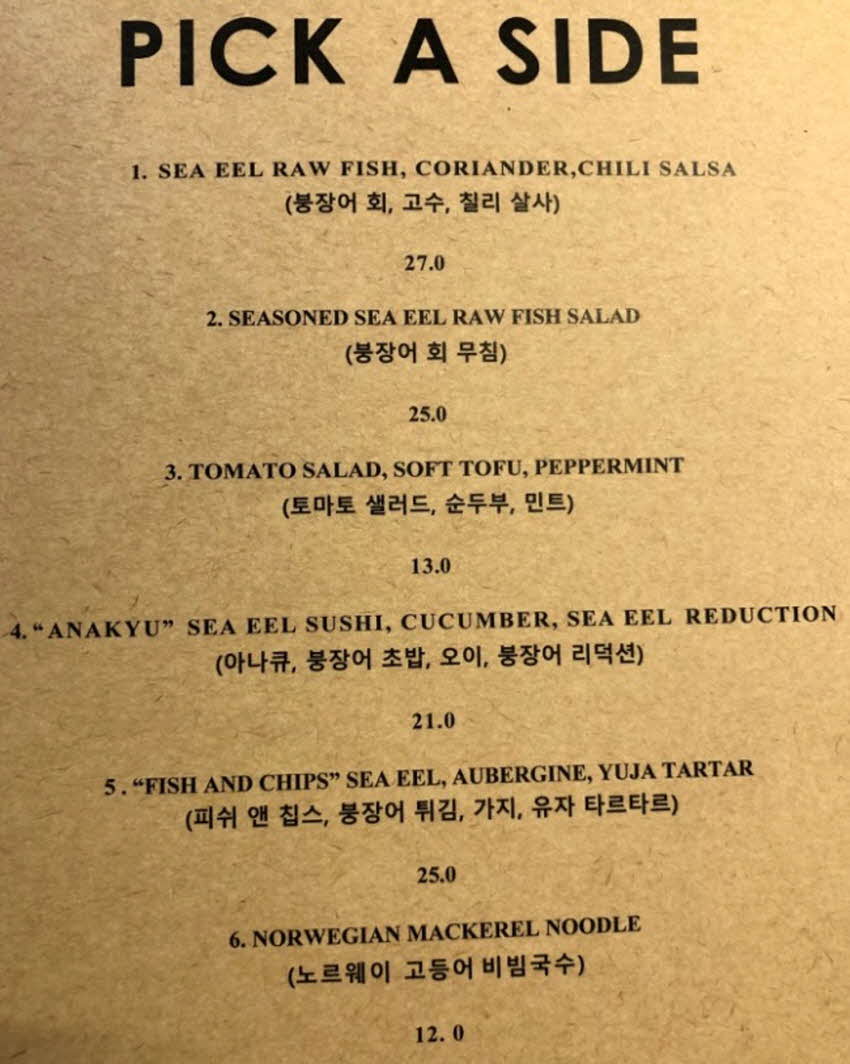 PICK A SIDE
1. SEA EEL RAW FISH, CORIANDER,CHILI SALSA
(붕장어 회, 고수, 칠리 살사)
27.0
2. SEASONED SEA EEL RAW FISH SALAD
(붕장어 회 무침)
25.0
3. TOMATO SALAD, SOFT TOFU, PEPPERMINT
(토마토 샐러드, 순두부, 민트)
13.0
4. “ANAKYU” SEA EEL SUSHI, CUCUMBER, SEA EEL REDUCTION
(아나큐, 붕장어 초밥, 오이, 붕장어 리덕션)
21.0
5 . “FISH AND CHIPS” SEA EEL, AUBERGINE, YUJA TARTAR
(피쉬 앤 칩스, 붕장어 튀김, 가지, 유자 타르타르)
25.0
6. NORWEGIAN MACKEREL NOODLE
(노르웨이 고등어 비빔국수)
12. 0